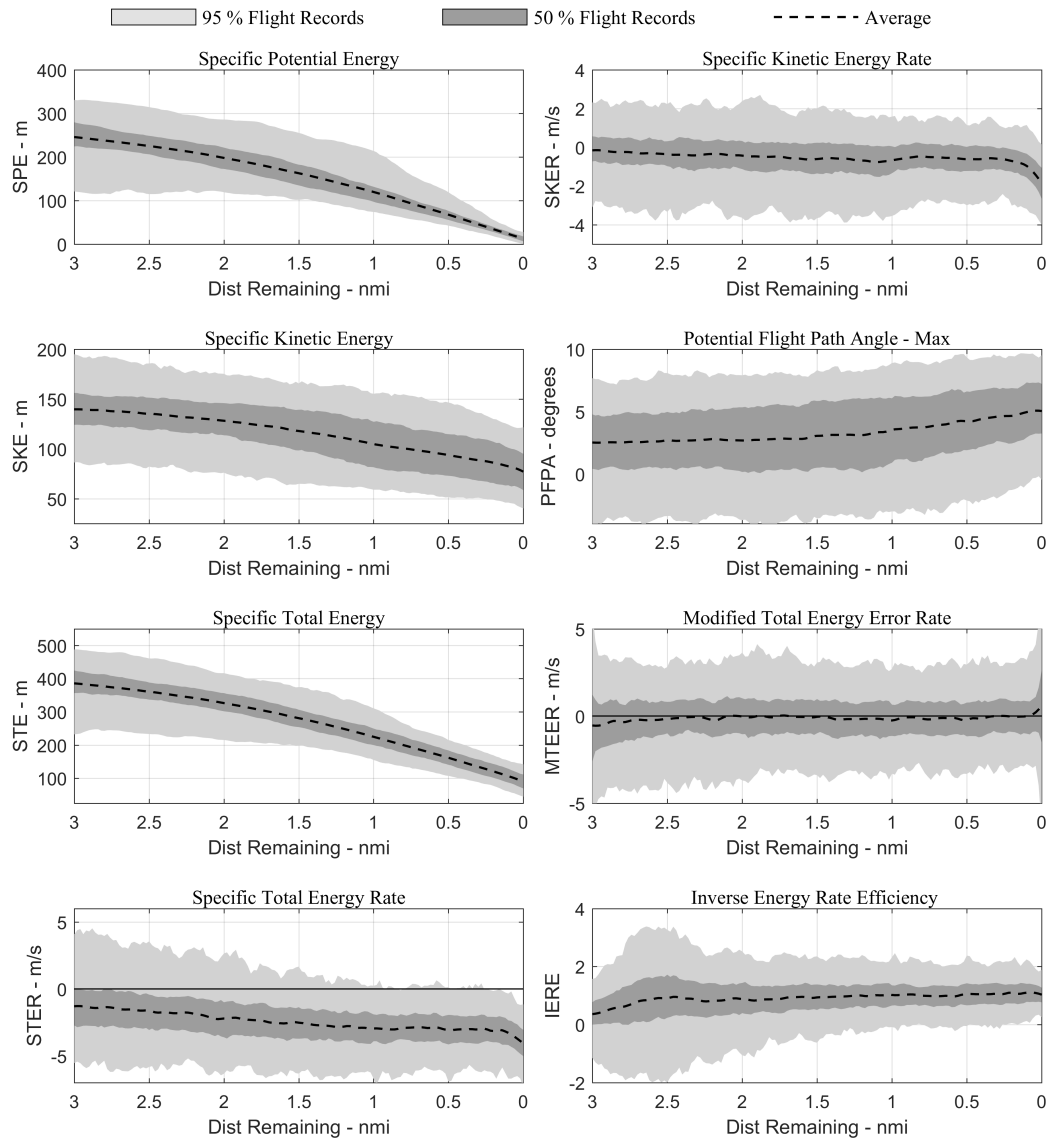 95 % Flight Records 50 % Flight Records Average
Specific Potential Energy
400
300
200
100
0
SPE - m
3 2.5 2 1.5 1 0.5 0
Dist Remaining - nmi
Specific Kinetic Energy Rate
4
2
0
-2
-4
SKER - m/s
3 2.5 2 1.5 1 0.5 0
Dist Remaining - nmi
Specific Kinetic Energy
200
150
100
50
SKE - m
3 2.5 2 1.5 1 0.5 0
Dist Remaining - nmi
Potential Flight Path Angle - Max
10
5
0
PFPA - degrees
3 2.5 2 1.5 1 0.5 0
Dist Remaining - nmi
Specific Total Energy
500
400
300
200
100
STE - m
3 2.5 2 1.5 1 0.5 0
Dist Remaining - nmi
Modified Total Energy Error Rate
5
0
-5
MTEER - m/s
3 2.5 2 1.5 1 0.5 0
Dist Remaining - nmi
Specific Total Energy Rate
5
0
-5
STER - m/s
3 2.5 2 1.5 1 0.5 0
Dist Remaining - nmi
Inverse Energy Rate Efficiency
4
2
0
-2
IERE
3 2.5 2 1.5 1 0.5 0
Dist Remaining - nmi